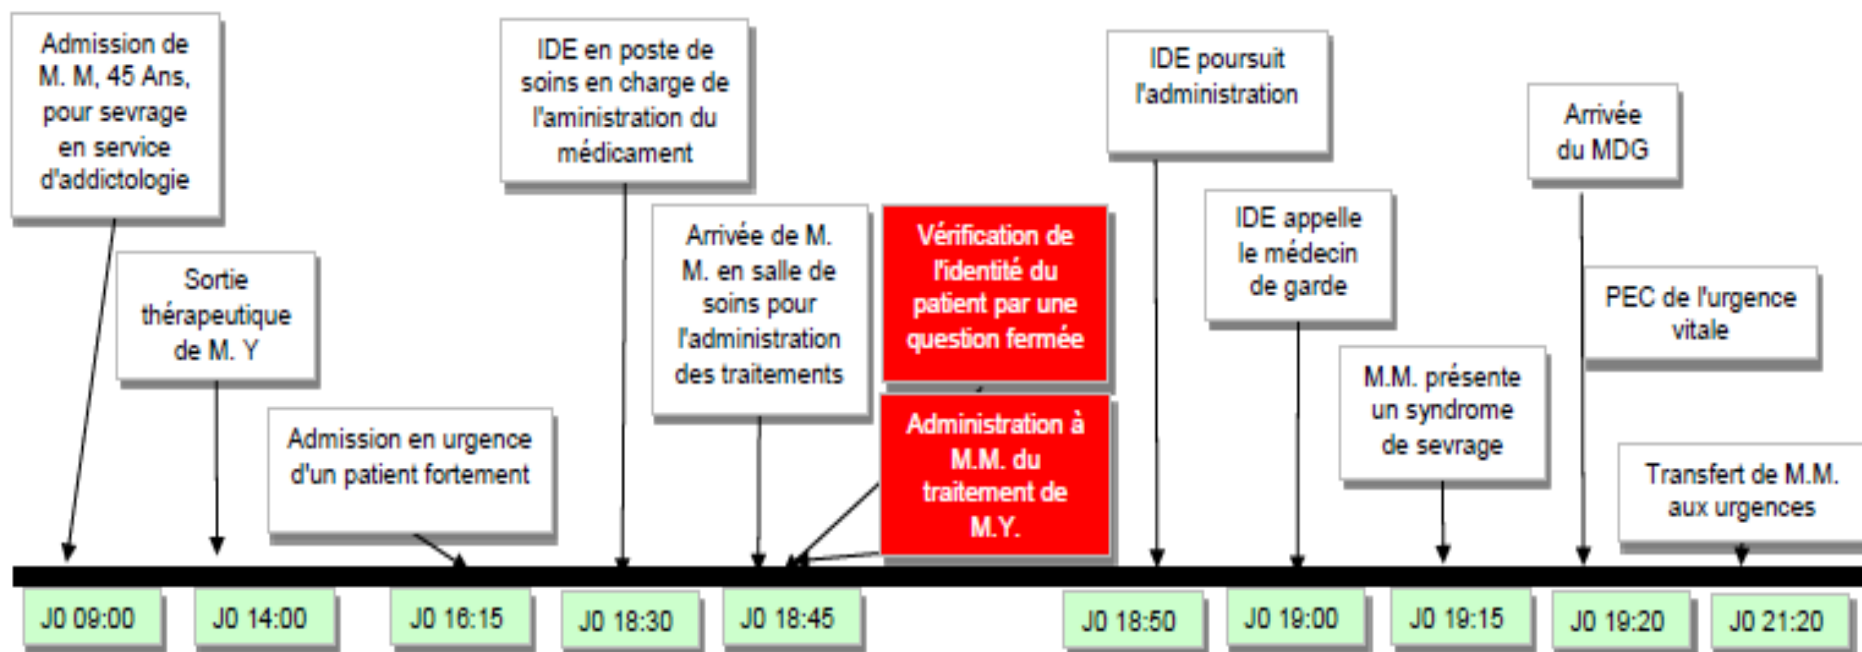 Admission de
M. M, 45 Ans,
pour sevrage
en service
d'addictologie
Sortie
thérapeutique
de M. Y
Admission en urgence
d'un patient fortement
IDE en poste de
soins en charge de
l'aministration du
médicament
Arrivée de M.
M. en salle de
soins pour
l'administration
des traitements
Vérification de
l'identité du
patient par une
question fermée
Administration à
M.M. du
traitement de
M.Y.
IDE poursuit
l'administration
IDE appelle
le médecin
de garde
M.M. présente
un syndrome
de sevrage
Arrivée
du MDG
PEC de l'urgence
vitale
Transfert de M.M.
aux urgences
J0 09:00
J0 14:00
J0 16:15
J0 18:30
J0 18:45
J0 18:50
J0 19:00
J0 19:15
J0 19:20
J0 21:20